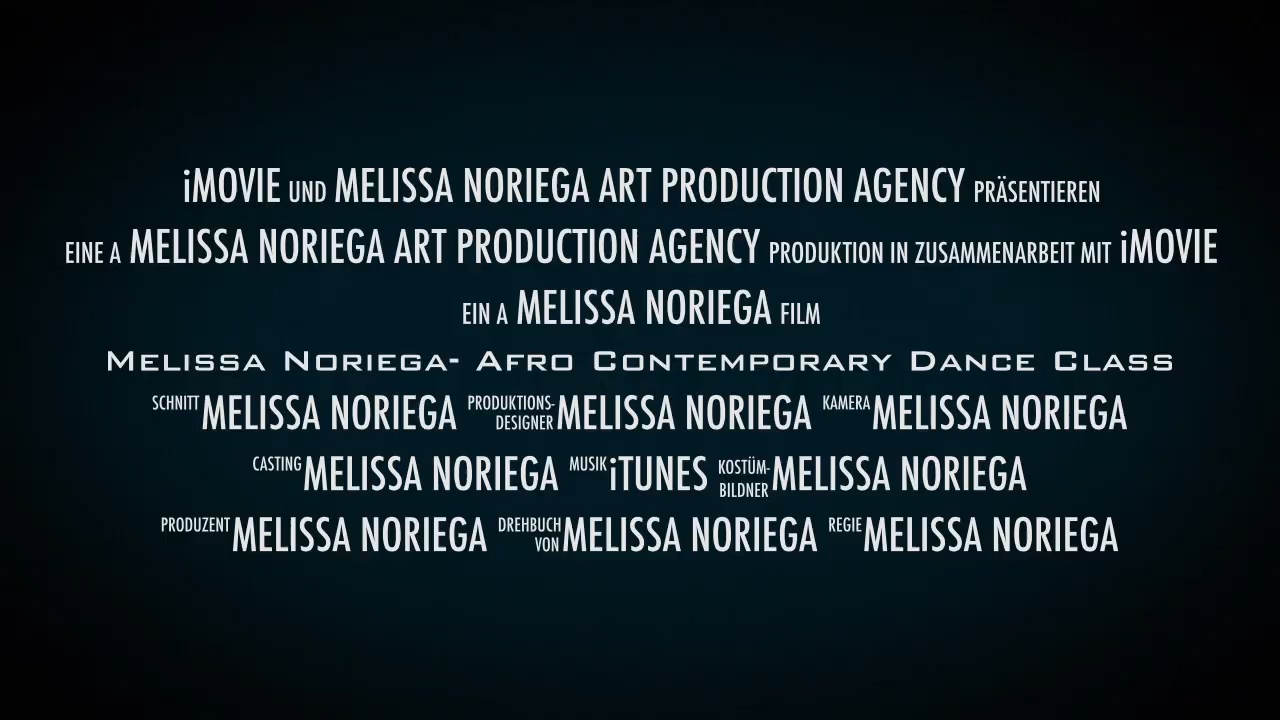 iMOVIE UND MELISSA NORIEGA ART PRODUCTION AGENCY PRÄSENTIEREN
EINE A MELISSA NORIEGA ART PRODUCTION AGENCY PRODUKTION IN ZUSAMMENARBEIT MIT iMOVIE
EIN A MELISSA NORIEGA FILM
Melissa Noriega- Afro Contemporary Dance Class
SCHNITT MELISSA NORIEGA PRODUKTIONS-DESIGNER MELISSA NORIEGA KAMERA MELISSA NORIEGA
CASTING MELISSA NORIEGA MUSIK iTUNES KOSTÜM-BILDNER MELISSA NORIEGA
PRODUZENT MELISSA NORIEGA DREHBUCH VON MELISSA NORIEGA REGIE MELISSA NORIEGA